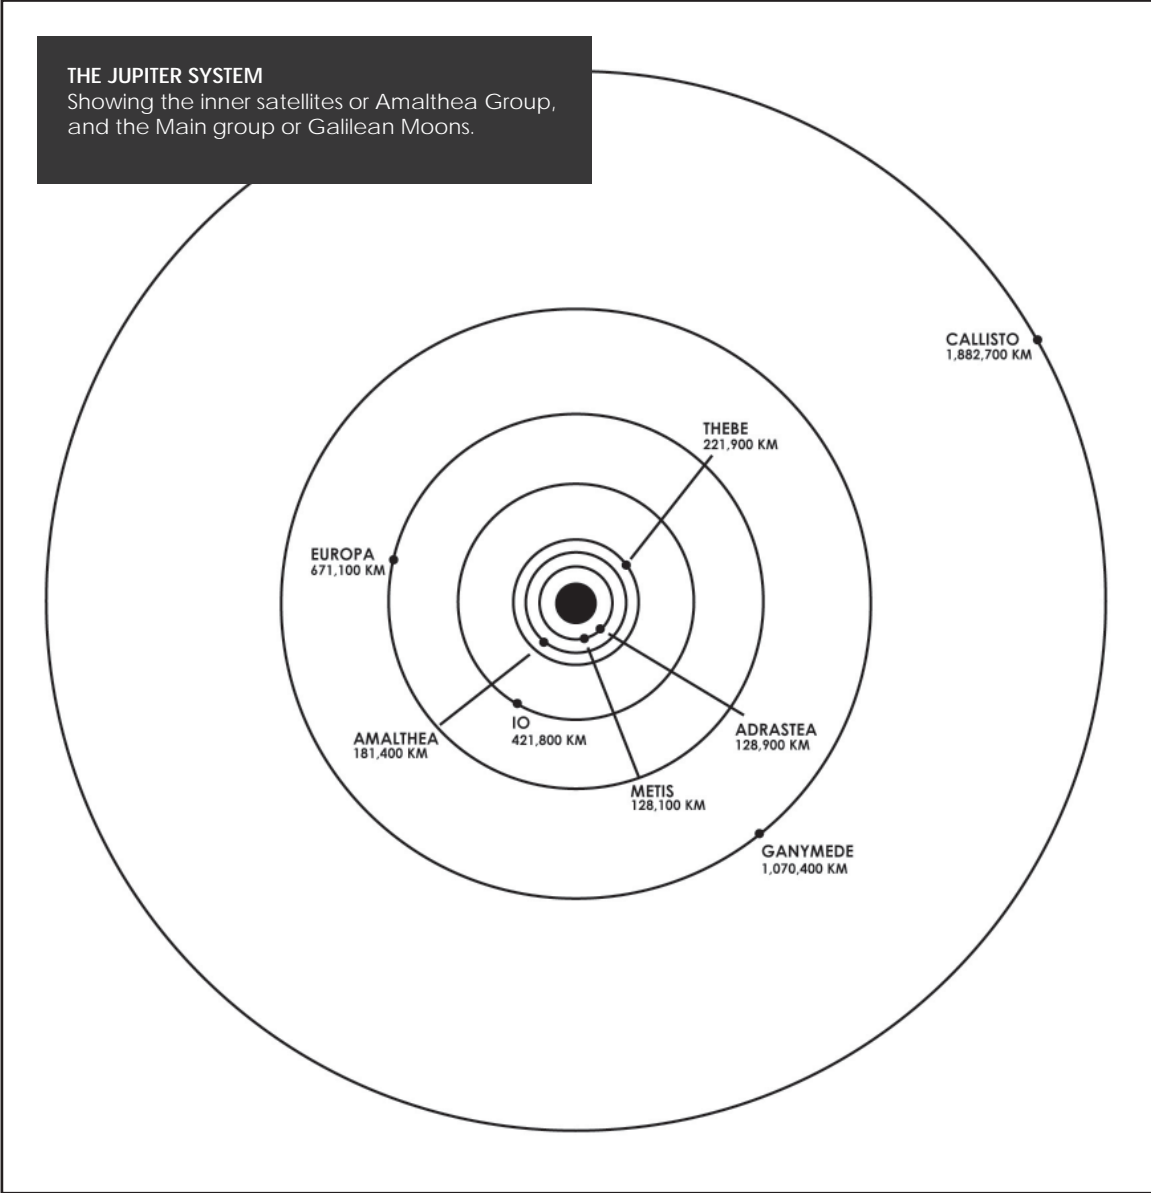 THE JUPITER SYSTEM
Showing the inner satellites or Amalthea Group,
and the Main group or Galilean Moons.
CALLISTO
1,882,700 KM
THEBE
221,900 KM
EUROPA
671,100 KM
IO
421,800 KM
AMALTHEA
181,400 KM
ADRASTEA
128,900 KM
METIS
128,100 KM
GANYMEDE
1,070,400 KM